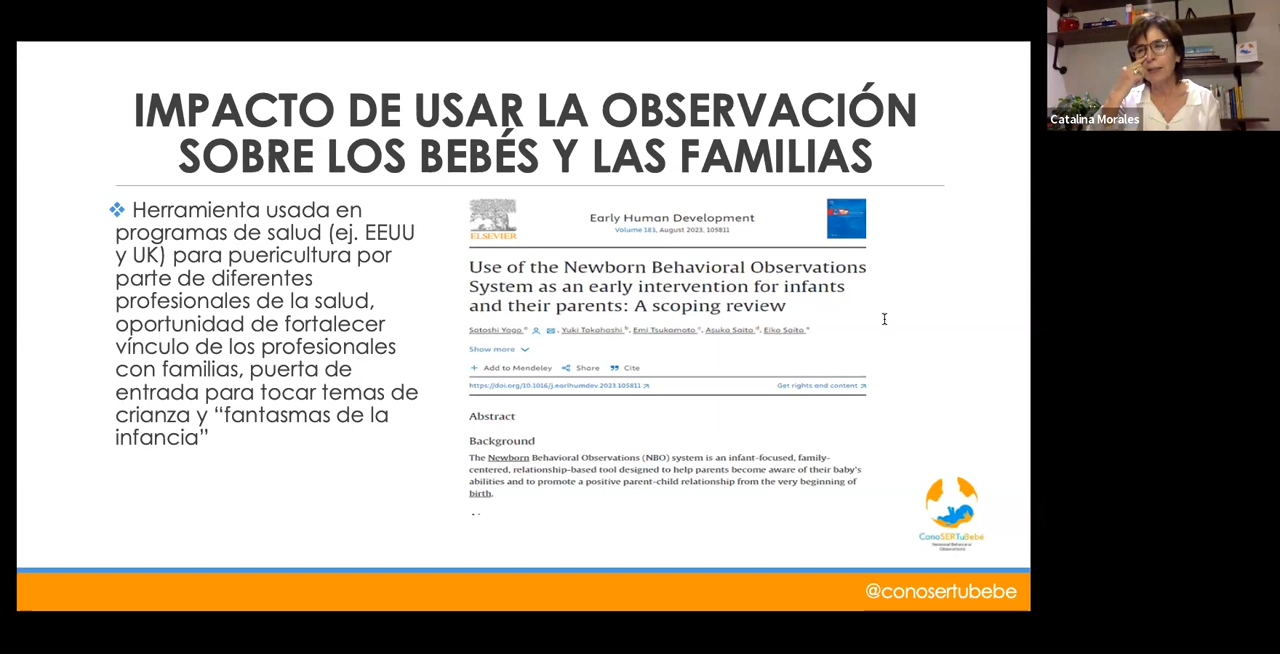 IMPACTO DE USAR LA OBSERVACIÓN
SOBRE LOS BEBÉS Y LAS FAMILIAS
❖ Herramienta usada en
programas de salud (ej. EEUU
y UK) para puericultura por
parte de diferentes
profesionales de la salud,
oportunidad de fortalecer
vínculo de los profesionales
con familias, puerta de
entrada para tocar temas de
crianza y “fantasmas de la
infancia”
ELSEVIER
Early Human Development
Volume 183, August 2023, 105811
Use of the Newborn Behavioral Observations
System as an early intervention for infants
and their parents: A scoping review
Satoshi Yago a, Yuki Takahashi b, Emi Tsukamoto c, Asuka Saito d, Eiko Saito e
Show more
+ Add to Mendeley Share Cite
https://doi.org/10.1016/j.earlhumdev.2023.105811 Get rights and content
Abstract
Background
The Newborn Behavioral Observations (NBO) system is an infant-focused, family-
centered, relationship-based tool designed to help parents become aware of their baby's
abilities and to promote a positive parent-child relationship from the very beginning of
birth.
ConoSERTuBebé
Observations
@conosertubebe
Catalina Morales